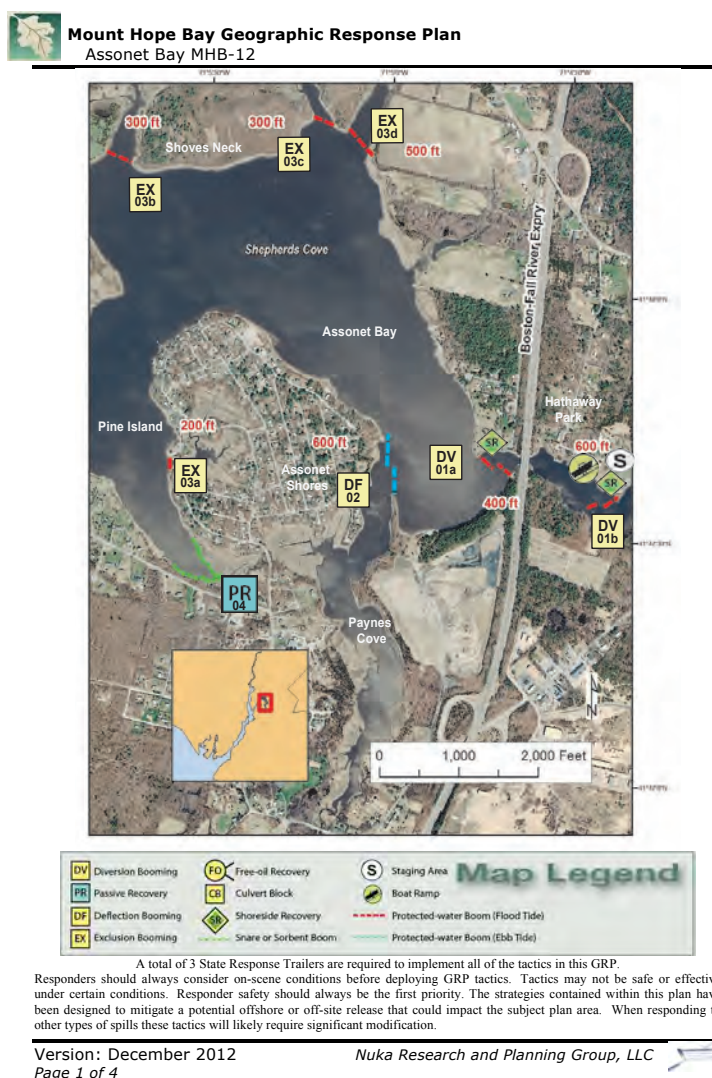 Mount Hope Bay Geographic Response Plan
Assonet Bay MHB-12
300 ft
300 ft
EX
03d
Shoves Neck
EX
03c
500 ft
EX
03b
Shepherds Cove
Boston-Fall River Expry
Assonet Bay
Hathaway
Park
Pine Island
200 ft
600 ft
SR
600 ft
S
EX
03a
Assonet
Shores
DF
02
DV
01a
SR
400 ft
DV
01b
PR
04
Paynes
Cove
N
0 1,000 2,000 Feet
Map Legend
DV Diversion Booming
FO Free-oil Recovery
S Staging Area
PR Passive Recovery
CB Culvert Block
Boat Ramp
DF Deflection Booming
SR Shoreside Recovery
Protected-water Boom (Flood Tide)
EX Exclusion Booming
Snare or Sorbent Boom
Protected-water Boom (Ebb Tide)
A total of 3 State Response Trailers are required to implement all of the tactics in this GRP.
Responders should always consider on-scene conditions before deploying GRP tactics. Tactics may not be safe or effectiv
under certain conditions. Responder safety should always be the first priority. The strategies contained within this plan hav
been designed to mitigate a potential offshore or off-site release that could impact the subject plan area. When responding t
other types of spills these tactics will likely require significant modification.
Version: December 2012
Nuka Research and Planning Group, LLC
Page 1 of 4